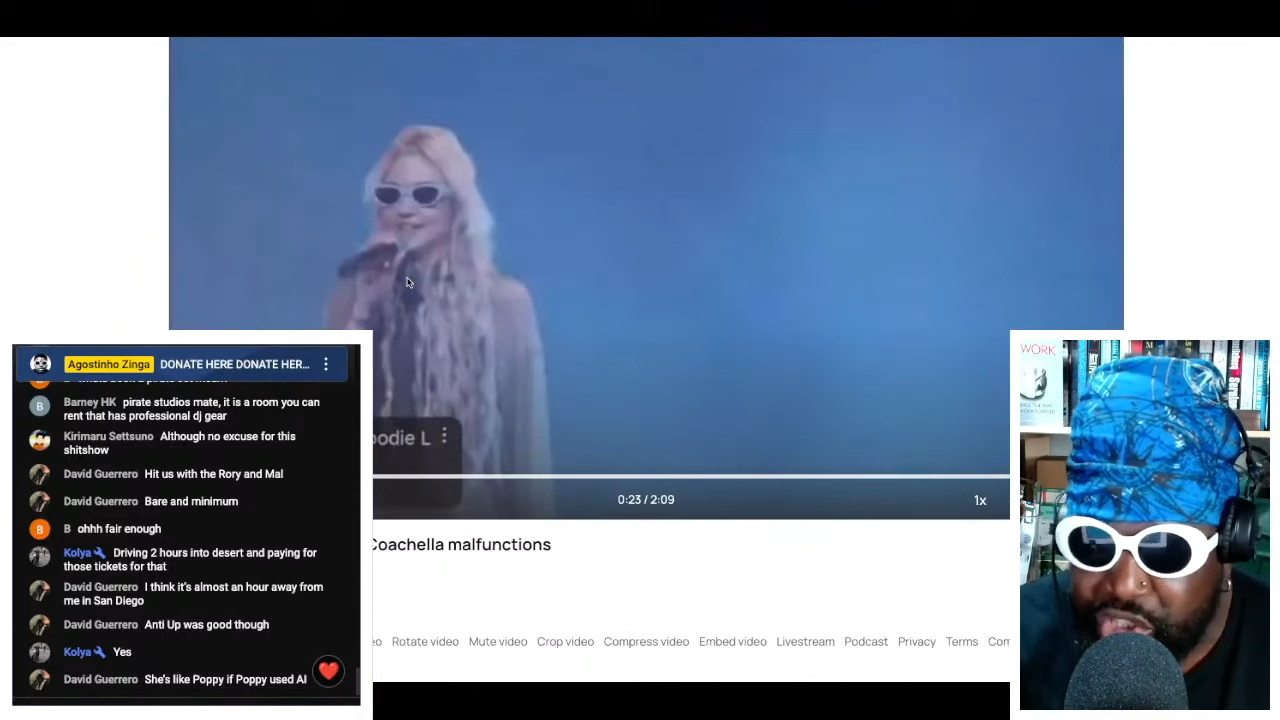 oodie L
0:23 / 2:09
1x
Coachella malfunctions
Rotate video Mute video Crop video Compress video Embed video Livestream Podcast Privacy Terms
Agostinho Zinga DONATE HERE DONATE HER...
Barney HK pirate studios mate, it is a room you can
rent that has professional dj gear
Kirimaru Settsuno Although no excuse for this
shitshow
David Guerrero Hit us with the Rory and Mal
David Guerrero Bare and minimum
B ohhh fair enough
Kolya Driving 2 hours into desert and paying for
those tickets for that
David Guerrero I think it's almost an hour away from
me in San Diego
David Guerrero Anti Up was good though
Kolya Yes
David Guerrero She's like Poppy if Poppy used AI
WORK